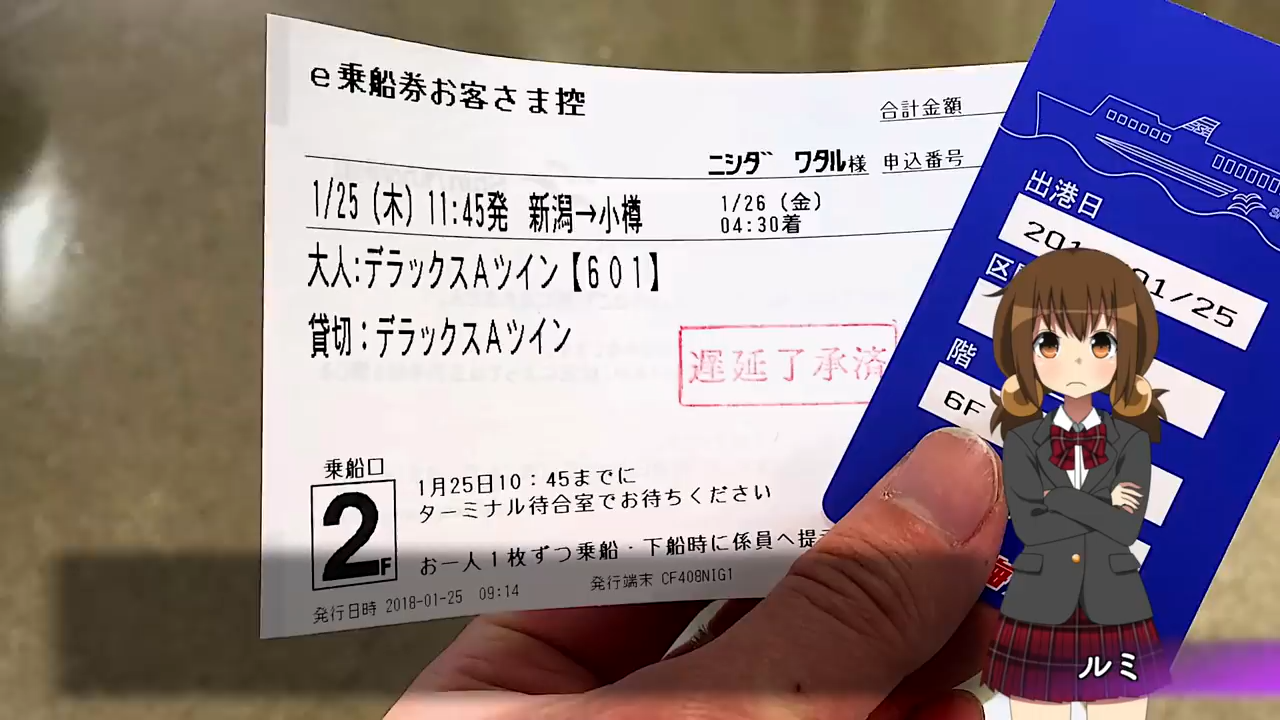 e乗船券お客さま控
合計金額
ニシダ ワタル様 申込番号
1/25 (木) 11:45発 新潟→小樽
1/26 (金)
04:30着
大人:デラックスAツイン【601】
貸切:デラックスAツイン
遅延了承済
乗船口
2F
1月25日10:45までに
ターミナル待合室でお待ちください
お一人1枚ずつ乗船・下船時に係員へ提
発行日時 2018-01-25 09:14
発行端末 CF408NIG1
出港日
201 01/25
区
階
6F
ルミ